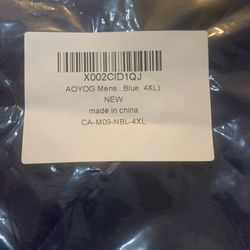 X002CID1QJ
AOYOG Mens...Blue, 4XL)
NEW
made in china
CA-M09-NBL-4XL